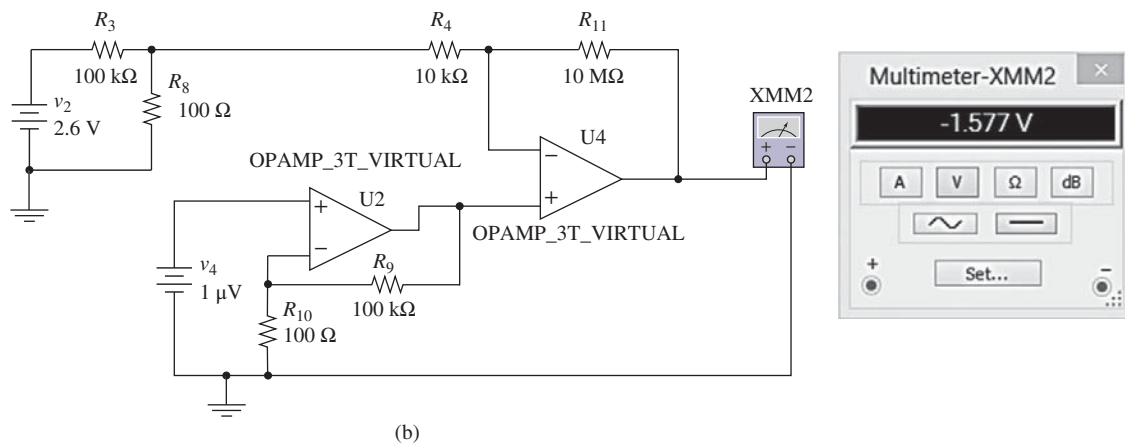 R3
100 kΩ
R8
100 Ω
v2
2.6 V
R4
10 kΩ
R11
10 MΩ
XMM2
+ −
U4
−
+
OPAMP_3T_VIRTUAL
OPAMP_3T_VIRTUAL
U2
+
−
R9
100 kΩ
v4
1 μV
R10
100 Ω
(b)
Multimeter-XMM2
×
-1.577 V
A V Ω dB
Set...
+ −